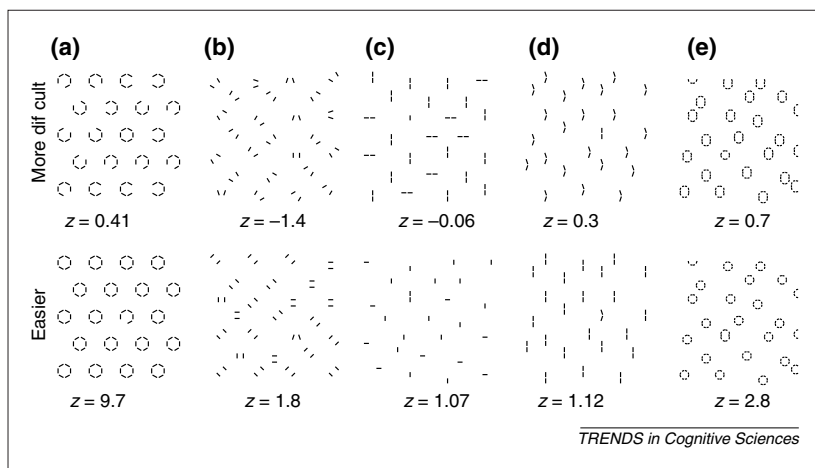 (a) (b) (c) (d) (e)
More dif cult
z = 0.41 z = –1.4 z = –0.06 z = 0.3 z = 0.7
Easier
z = 9.7 z = 1.8 z = 1.07 z = 1.12 z = 2.8
TRENDS in Cognitive Sciences